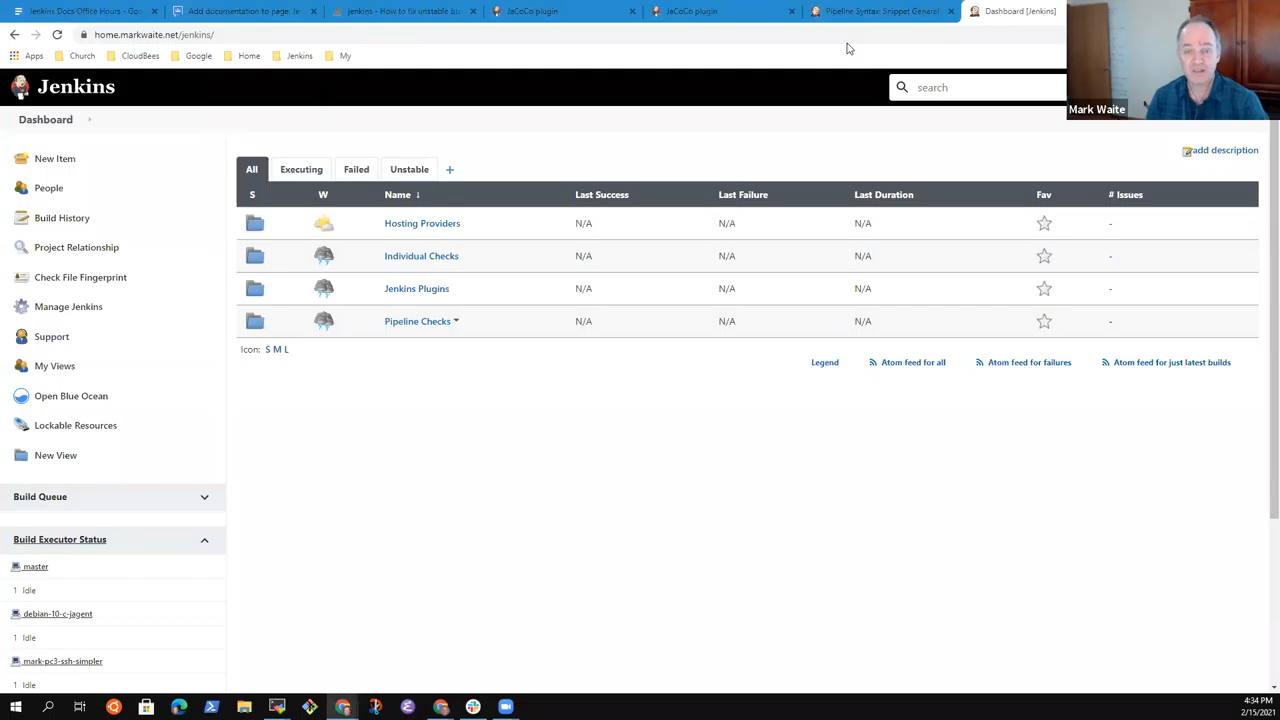 Jenkins Docs Office Hours - Goo
Add documentation to page: Je
jenkins - How to fix unstable bu
JaCoCo plugin
JaCoCo plugin
Pipeline Syntax: Snippet Generat
Dashboard [Jenkins]
home.markwaite.net/jenkins/
Apps
Church
CloudBees
Google
Home
Jenkins
My
Jenkins
search
Mark Waite
Dashboard
add description
New Item
People
Build History
Project Relationship
Check File Fingerprint
Manage Jenkins
Support
My Views
Open Blue Ocean
Lockable Resources
New View
Build Queue
Build Executor Status
master
1 Idle
debian-10-c-jagent
1 Idle
mark-pc3-ssh-simpler
1 Idle
All Executing Failed Unstable +
S W Name ↓ Last Success Last Failure Last Duration Fav # Issues
Hosting Providers N/A N/A N/A -
Individual Checks N/A N/A N/A -
Jenkins Plugins N/A N/A N/A -
Pipeline Checks N/A N/A N/A -
Icon: S M L
Legend Atom feed for all Atom feed for failures Atom feed for just latest builds
4:34 PM
2/15/2021